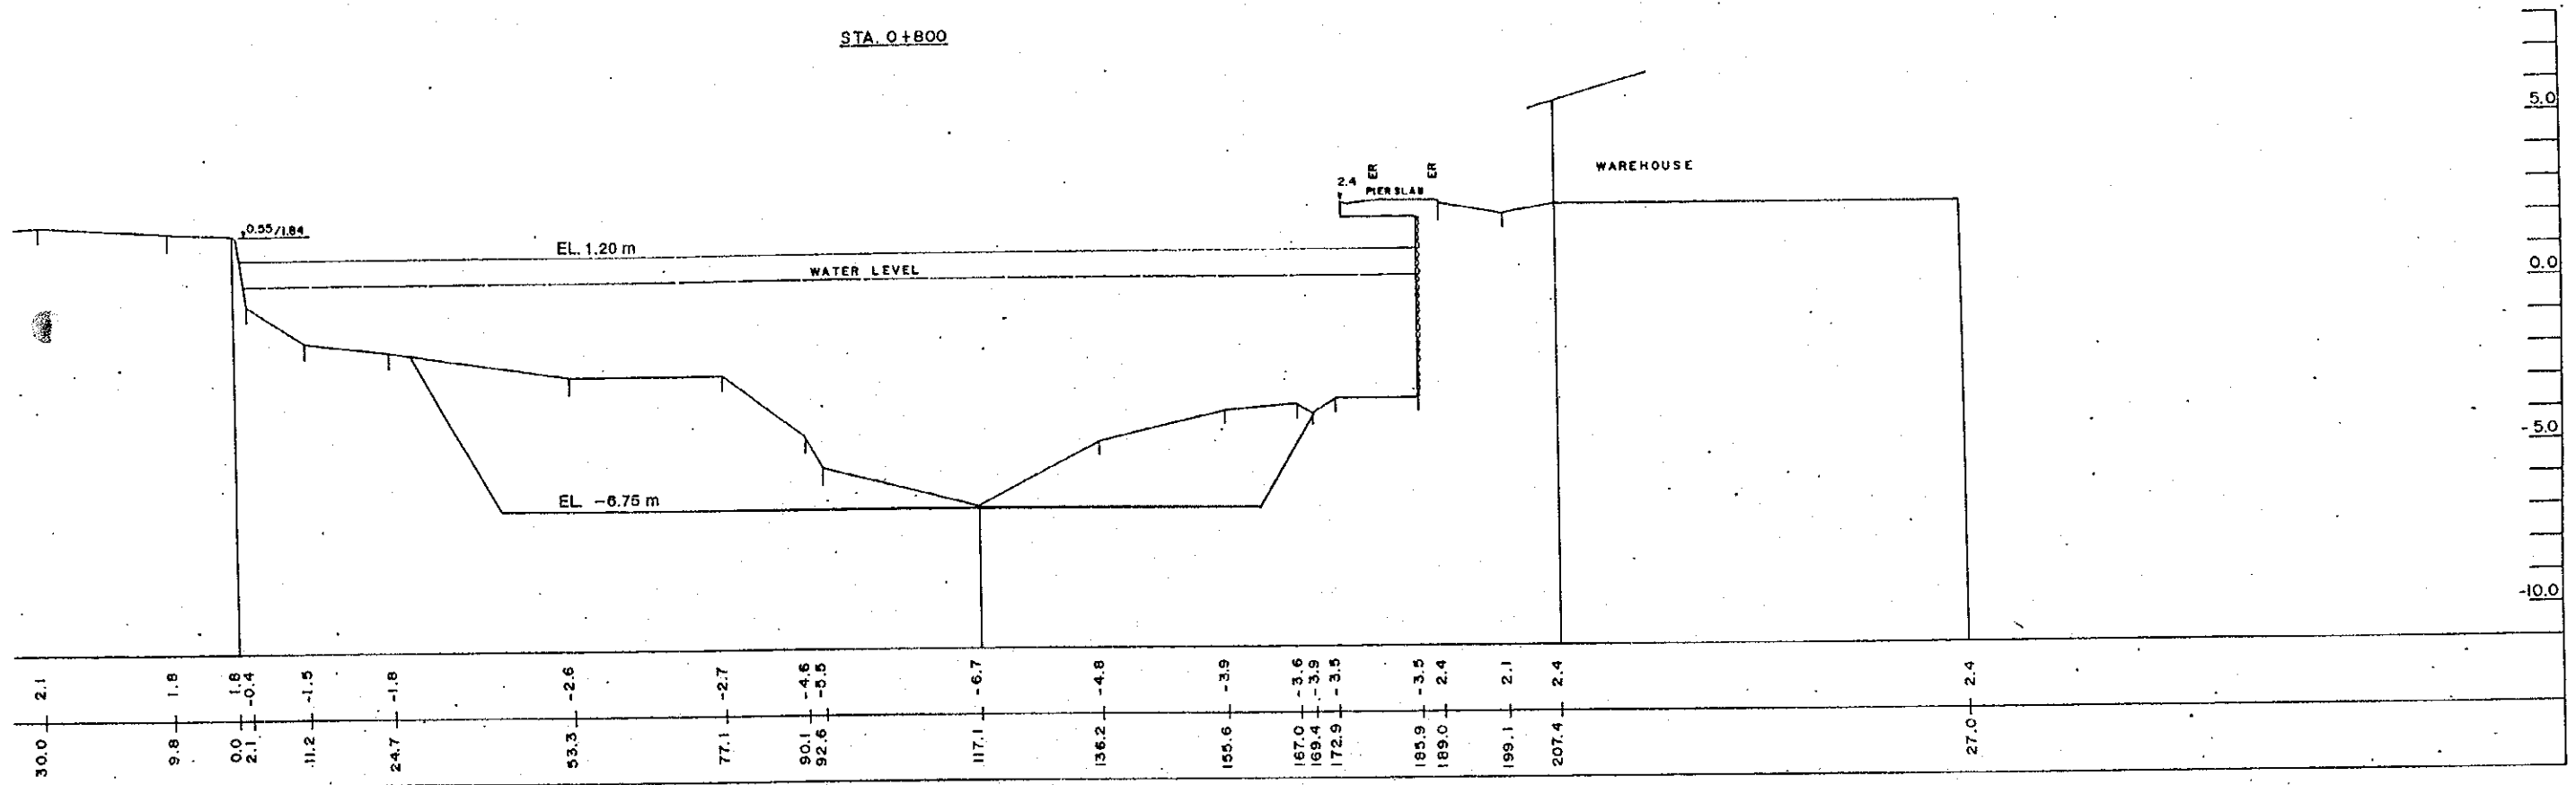 STA. 0+800
5.0
WAREHOUSE
ER
ER
2.4
PIER SLAB
0.55/1.84
EL. 1.20 m
0.0
WATER LEVEL
-5.0
EL. -6.75 m
-10.0
2.1 1.8 1.8 -0.4 -1.5 -1.8 -2.6 -2.7 -4.6 -5.5 -6.7 -4.8 -3.9 -3.6 -3.9 -3.5 -3.5 2.4 2.1 2.4 2.4
30.0 9.8 0.0 2.1 11.2 24.7 53.3 77.1 90.1 92.6 117.1 136.2 155.6 167.0 169.4 172.9 185.9 189.0 199.1 207.4 27.0